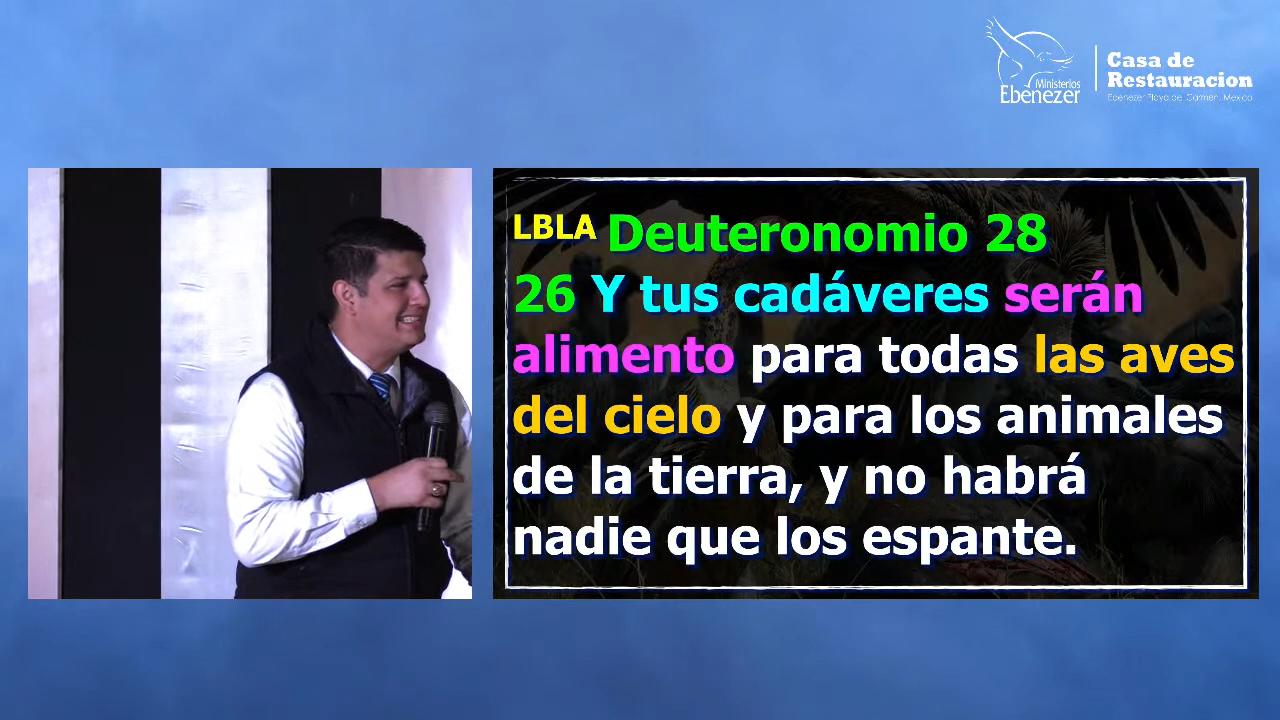 Ministerios
Ebenezer
Casa de
Restauracion
Ebenezer Playa del Carmen, Mexico
LBLA Deuteronomio 28
26 Y tus cadáveres serán
alimento para todas las aves
del cielo y para los animales
de la tierra, y no habrá
nadie que los espante.